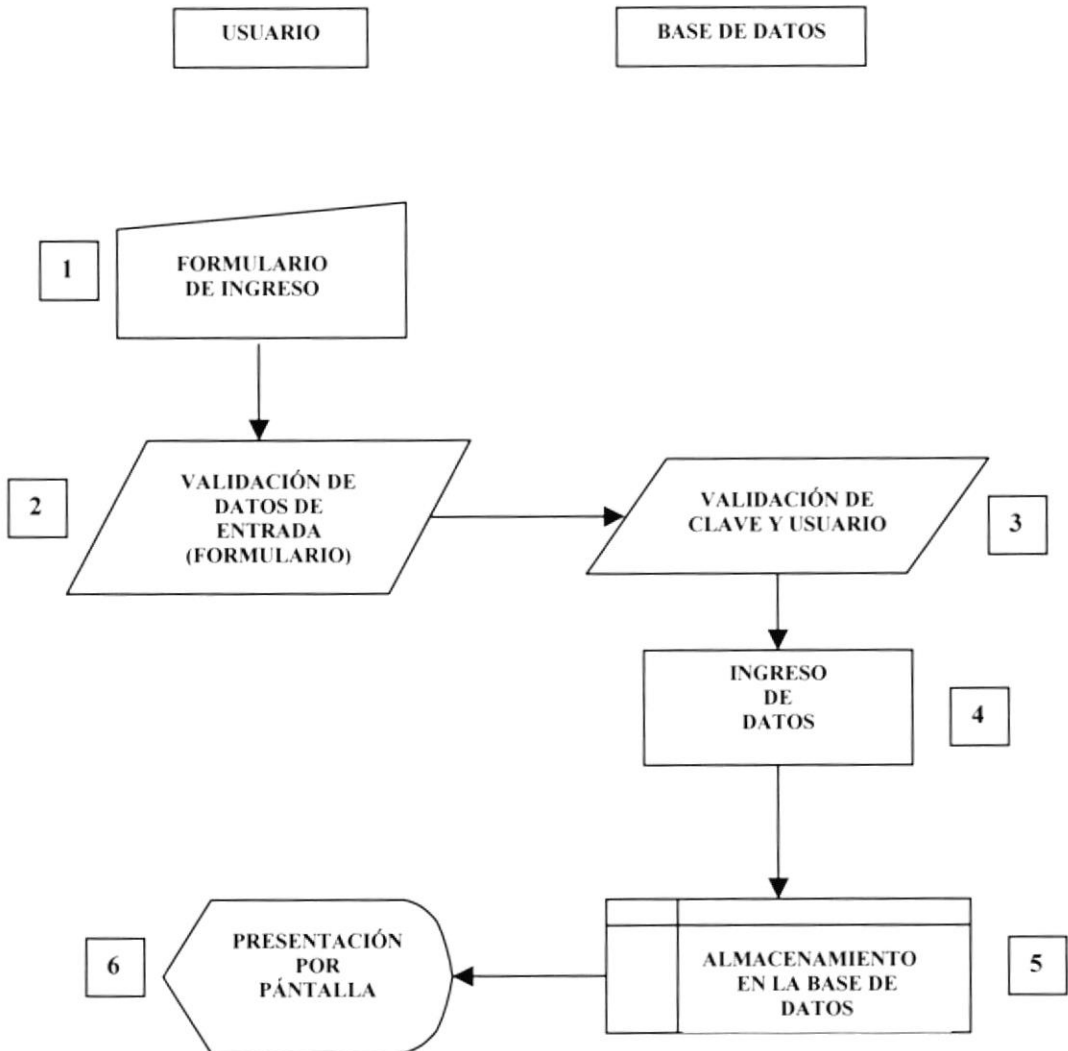 USUARIO
BASE DE DATOS
1
FORMULARIO
DE INGRESO
2
VALIDACIÓN DE
DATOS DE
ENTRADA
(FORMULARIO)
VALIDACIÓN DE
CLAVE Y USUARIO
3
INGRESO
DE
DATOS
4
ALMACENAMIENTO
EN LA BASE DE
DATOS
5
6
PRESENTACIÓN
POR
PÁNTALLA